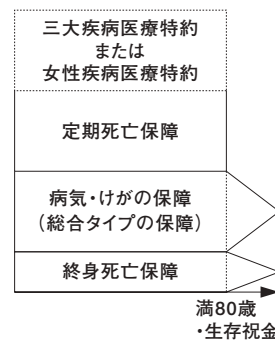 三大疾病医療特約
または
女性疾病医療特約
定期死亡保障
病気・けがの保障
(総合タイプの保障)
終身死亡保障
満80歳
・生存祝金